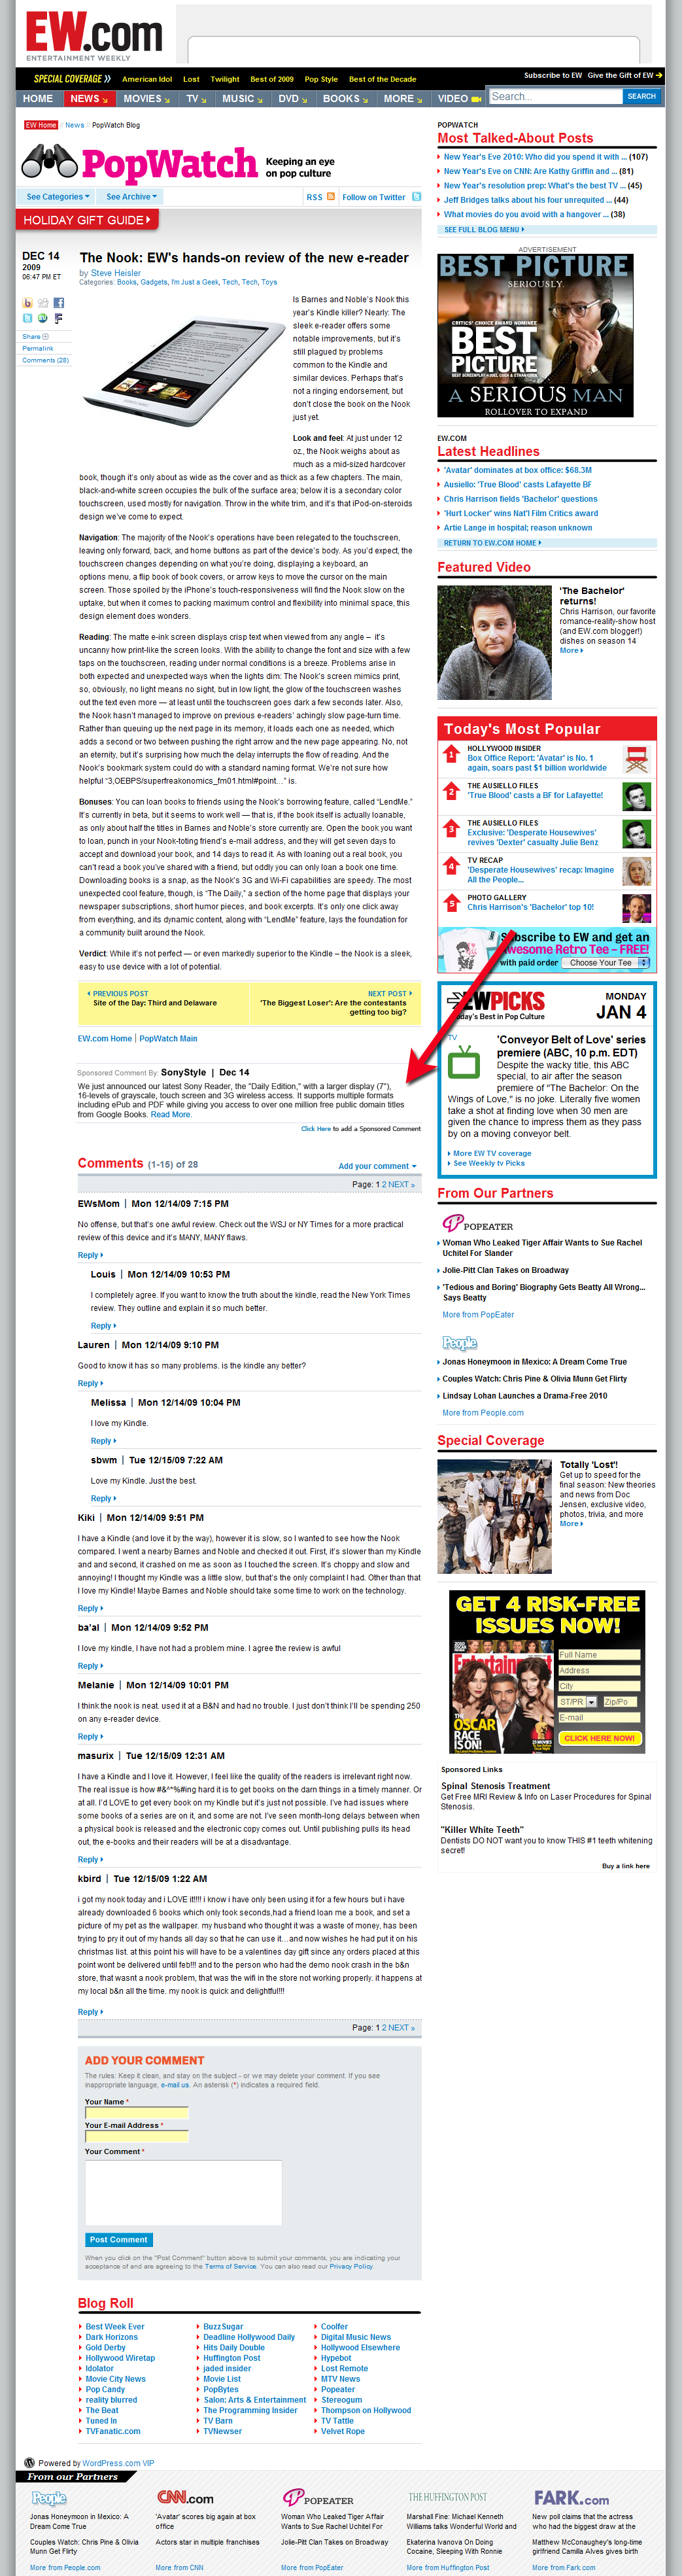 EW.com
ENTERTAINMENT WEEKLY
SPECIAL COVERAGE American Idol Lost Twilight Best of 2009 Pop Style Best of the Decade
Subscribe to EW Give the Gift of EW
HOME NEWS MOVIES TV MUSIC DVD BOOKS MORE VIDEO Search... SEARCH
EW Home // News // PopWatch Blog
PopWatch Keeping an
eye on pop culture
See Categories See Archive RSS Follow on Twitter
HOLIDAY GIFT GUIDE
DEC 14
2009
06:47 PM ET
Share
Permalink
Comments (28)
The Nook: EW's hands-on review of the new e-reader
by Steve Heisler
Categories: Books, Gadgets, I'm Just a Geek, Tech, Tech, Toys
Is Barnes and Noble's Nook this
year's Kindle killer? Nearly: The
sleek e-reader offers some
notable improvements, but it's
still plagued by problems
common to the Kindle and
similar devices. Perhaps that's
not a ringing endorsement, but
don't close the book on the Nook
just yet.
Look and feel: At just under 12
oz., the Nook weighs about as
much as a mid-sized hardcover
book, though it's only about as wide as the cover and as thick as a few chapters. The main,
black-and-white screen occupies the bulk of the surface area; below it is a secondary color
touchscreen, used mostly for navigation. Throw in the white trim, and it's that iPod-on-steroids
design we've come to expect.
Navigation: The majority of the Nook's operations have been relegated to the touchscreen,
leaving only forward, back, and home buttons as part of the device's body. As you'd expect, the
touchscreen changes depending on what you're doing, displaying a keyboard, an
options menu, a flip book of book covers, or arrow keys to move the cursor on the main
screen. Those spoiled by the iPhone's touch-responsiveness will find the Nook slow on the
uptake, but when it comes to packing maximum control and flexibility into minimal space, this
design element does wonders.
Reading: The matte e-ink screen displays crisp text when viewed from any angle – it's
uncanny how print-like the screen looks. With the ability to change the font and size with a few
taps on the touchscreen, reading under normal conditions is a breeze. Problems arise in
both expected and unexpected ways when the lights dim: The Nook's screen mimics print,
so, obviously, no light means no sight, but in low light, the glow of the touchscreen washes
out the text even more — at least until the touchscreen goes dark a few seconds later. Also,
the Nook hasn't managed to improve on previous e-readers' achingly slow page-turn time.
Rather than queuing up the next page in its memory, it loads each one as needed, which
adds a second or two between pushing the right arrow and the new page appearing. No, not
an eternity, but it's surprising how much the delay interrupts the flow of reading. And the
Nook's bookmark system could do with a standard naming format. We're not sure how
helpful "3,OEBPS/superfreakonomics_fm01.html#point…" is.
Bonuses: You can loan books to friends using the Nook's borrowing feature, called "LendMe."
It's currently in beta, but it seems to work well — that is, if the book itself is actually loanable,
as only about half the titles in Barnes and Noble's store currently are. Open the book you want
to loan, punch in your Nook-toting friend's e-mail address, and they will get seven days to
accept and download your book, and 14 days to read it. As with loaning out a real book, you
can't read a book you've shared with a friend, but oddly you can only loan a book one time.
Downloading books is a snap, as the Nook's 3G and Wi-Fi capabilities are speedy. The most
unexpected cool feature, though, is "The Daily," a section of the home page that displays your
newspaper subscriptions, short humor pieces, and book excerpts. It's only one click away
from everything, and its dynamic content, along with "LendMe" feature, lays the foundation for
a community built around the Nook.
Verdict: While it's not perfect — or even markedly superior to the Kindle – the Nook is a sleek,
easy to use device with a lot of potential.
PREVIOUS POST
Site of the Day: Third and Delaware
NEXT POST
'The Biggest Loser': Are the contestants
getting too big?
EW.com Home | PopWatch Main
Sponsored Comment By: SonyStyle | Dec 14
We just announced our latest Sony Reader, the "Daily Edition," with a larger display (7"),
16-levels of grayscale, touch screen and 3G wireless access. It supports multiple formats
including ePub and PDF while giving you access to over one million free public domain titles
from Google Books. Read More.
Click Here to add a Sponsored Comment
Comments (1-15) of 28
Add your comment
Page: 1 2 NEXT »
EWsMom | Mon 12/14/09 7:15 PM
No offense, but that's one awful review. Check out the WSJ or NY Times for a more practical
review of this device and it's MANY, MANY flaws.
Reply
Louis | Mon 12/14/09 10:53 PM
I completely agree. If you want to know the truth about the kindle, read the New York Times
review. They outline and explain it so much better.
Reply
Lauren | Mon 12/14/09 9:10 PM
Good to know it has so many problems. is the kindle any better?
Reply
Melissa | Mon 12/14/09 10:04 PM
I love my Kindle.
Reply
sbwm | Tue 12/15/09 7:22 AM
Love my Kindle. Just the best.
Reply
Kiki | Mon 12/14/09 9:51 PM
I have a Kindle (and love it by the way), however it is slow, so I wanted to see how the Nook
compared. I went a nearby Barnes and Noble and checked it out. First, it's slower than my Kindle
and and second, it crashed on me as soon as I touched the screen. It's choppy and slow and
annoying! I thought my Kindle was a little slow, but that's the only complaint I had. Other than that
I love my Kindle! Maybe Barnes and Noble should take some time to work on the technology.
Reply
ba'al | Mon 12/14/09 9:52 PM
I love my kindle, I have not had a problem mine. I agree the review is awful
Reply
Melanie | Mon 12/14/09 10:01 PM
I think the nook is neat. used it at a B&N and had no trouble. I just don't think I'll be spending 250
on any e-reader device.
Reply
masurix | Tue 12/15/09 12:31 AM
I have a Kindle and I love it. However, I feel like the quality of the readers is irrelevant right now.
The real issue is how #&^*%#ing hard it is to get books on the darn things in a timely manner. Or
at all. I'd LOVE to get every book on my Kindle but it's just not possible. I've had issues where
some books of a series are on it, and some are not. I've seen month-long delays between when
a physical book is released and the electronic copy comes out. Until publishing pulls its head
out, the e-books and their readers will be at a disadvantage.
Reply
kbird | Tue 12/15/09 1:22 AM
i got my nook today and i LOVE it!!!! i know i have only been using it for a few hours but i have
already downloaded 6 books which only took seconds,had a friend loan me a book, and set a
picture of my pet as the wallpaper. my husband who thought it was a waste of money, has been
trying to pry it out of my hands all day so that he can use it...and now wishes he had put it on his
christmas list. at this point his will have to be a valentines day gift since any orders placed at this
point wont be delivered until feb!!! and to the person who had the demo nook crash in the b&n
store, that wasnt a nook problem, that was the wifi in the store not working properly. it happens at
my local b&n all the time. my nook is quick and delightful!!!
Reply
Page: 1 2 NEXT »
ADD YOUR COMMENT
The rules: Keep it clean, and stay on the subject - or we may delete your comment. If you see
inappropriate language, e-mail us. An asterisk (*) indicates a required field.
Your Name *
Your E-mail Address *
Your Comment *
Post Comment
When you click on the "Post Comment" button above to submit your comments, you are indicating your
acceptance of and are agreeing to the Terms of Service. You can also read our Privacy Policy.
Blog Roll
Best Week Ever BuzzSugar Coolfer
Dark Horizons Deadline Hollywood Daily Digital Music News
Gold Derby Hits Daily Double Hollywood Elsewhere
Hollywood Wiretap Huffington Post Hypebot
Idolator jaded insider Lost Remote
Movie City News Movie List MTV News
Pop Candy PopBytes Popeater
reality blurred Salon: Arts & Entertainment Stereogum
The Beat The Programming Insider Thompson on Hollywood
Tuned In TV Barn TV Tattle
TVFanatic.com TVNewser Velvet Rope
Powered by WordPress.com VIP
POPWATCH
Most Talked-About Posts
New Year's Eve 2010: Who did you spend it with ... (107)
New Year's Eve on CNN: Are Kathy Griffin and ... (81)
New Year's resolution prep: What's the best TV ... (45)
Jeff Bridges talks about his four unrequited ... (44)
What movies do you avoid with a hangover ... (38)
SEE FULL BLOG MENU
ADVERTISEMENT
BEST PICTURE
SERIOUSLY.
CRITICS' CHOICE AWARD NOMINEE
BEST
PICTURE
A SERIOUS MAN
ROLLOVER TO EXPAND
EW.COM
Latest Headlines
'Avatar' dominates at box office: $68.3M
Ausiello: 'True Blood' casts Lafayette BF
Chris Harrison fields 'Bachelor' questions
'Hurt Locker' wins Nat'l Film Critics award
Artie Lange in hospital; reason unknown
RETURN TO EW.COM HOME
Featured Video
'The Bachelor'
returns!
Chris Harrison, our favorite
romance-reality-show host
(and EW.com blogger!)
dishes on season 14
More
Today's Most Popular
1 HOLLYWOOD INSIDER
Box Office Report: 'Avatar' is No. 1
again, soars past $1 billion worldwide
2 THE AUSIELLO FILES
'True Blood' casts a BF for Lafayette!
3 THE AUSIELLO FILES
Exclusive: 'Desperate Housewives'
revives 'Dexter' casualty Julie Benz
4 TV RECAP
'Desperate Housewives' recap: Imagine
All the People...
5 PHOTO GALLERY
Chris Harrison's 'Bachelor' top 10!
Subscribe to EW and get an
Awesome Retro Tee – FREE!
with paid order Choose Your Tee
EWPICKS
Today's Best in Pop Culture
MONDAY
JAN 4
TV
'Conveyor Belt of Love' series
premiere (ABC, 10 p.m. EDT)
Despite the wacky title, this ABC
special, to air after the season
premiere of "The Bachelor: On the
Wings of Love," is no joke. Literally five women
take a shot at finding love when 30 men are
given the chance to impress them as they pass
by on a moving conveyor belt.
More EW TV coverage
See Weekly tv Picks
From Our Partners
POPEATER
Woman Who Leaked Tiger Affair Wants to Sue Rachel
Uchitel For Slander
Jolie-Pitt Clan Takes on Broadway
'Tedious and Boring' Biography Gets Beatty All Wrong...
Says Beatty
More from PopEater
People
Jonas Honeymoon in Mexico: A Dream Come True
Couples Watch: Chris Pine & Olivia Munn Get Flirty
Lindsay Lohan Launches a Drama-Free 2010
More from People.com
Special Coverage
Totally 'Lost'!
Get up to speed for the
final season: New theories
and news from Doc
Jensen, exclusive video,
photos, trivia, and more
More
GET 4 RISK-FREE
ISSUES NOW!
Entertainment
THE
OSCAR
RACE IS
ON!
Full Name
Address
City
ST/PR Zip/Po
E-mail
CLICK HERE NOW!
Sponsored Links
Spinal Stenosis Treatment
Get Free MRI Review & Info on Laser Procedures for Spinal
Stenosis.
"Killer White Teeth"
Dentists DO NOT want you to know THIS #1 teeth whitening
secret!
Buy a link here
From our Partners
People
Jonas Honeymoon in Mexico: A
Dream Come True
Couples Watch: Chris Pine & Olivia
Munn Get Flirty
More from People.com
CNN.com
'Avatar' scores big again at box
office
Actors star in multiple franchises
More from CNN
POPEATER
Woman Who Leaked Tiger Affair
Wants to Sue Rachel Uchitel For
Jolie-Pitt Clan Takes on Broadway
More from PopEater
THE HUFFINGTON POST
Marshall Fine: Michael Kenneth
Williams talks Wonderful World and
Ekaterina Ivanova On Doing
Cocaine, Sleeping With Ronnie
More from Huffington Post
FARK.com
New poll claims that the actress
who had the biggest draw at the
Matthew McConaughey's long-time
girlfriend Camilla Alves gives birth
More from Fark.com